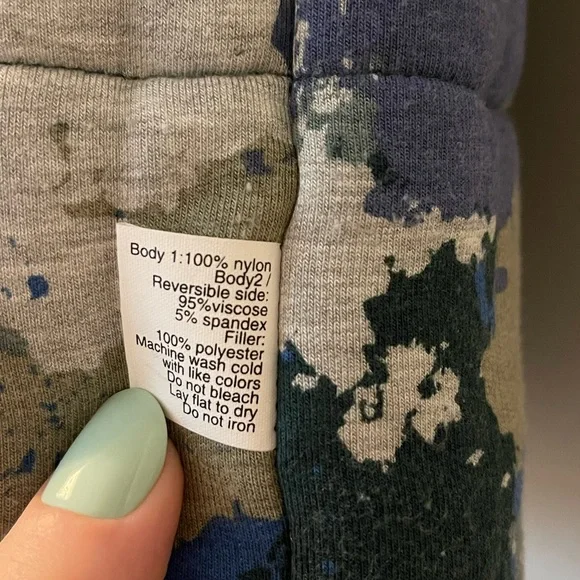 Body 1:100% nylon
Body2 /
Reversible side:
95%viscose
5% spandex
Filler:
100% polyester
Machine wash cold
with like colors
Do not bleach
Lay flat to dry
Do not iron